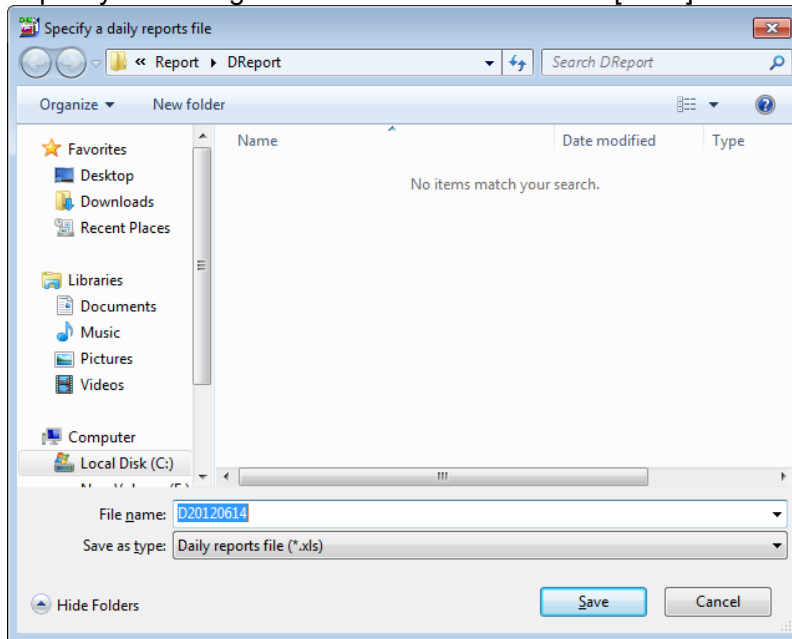 Specify a daily reports file
« Report ▸ DReport
Search DReport
Organize ▾ New folder
Name Date modified Type
No items match your search.
Favorites
Desktop
Downloads
Recent Places
Libraries
Documents
Music
Pictures
Videos
Computer
Local Disk (C:)
File name: D20120614
Save as type: Daily reports file (*.xls)
Hide Folders
Save Cancel